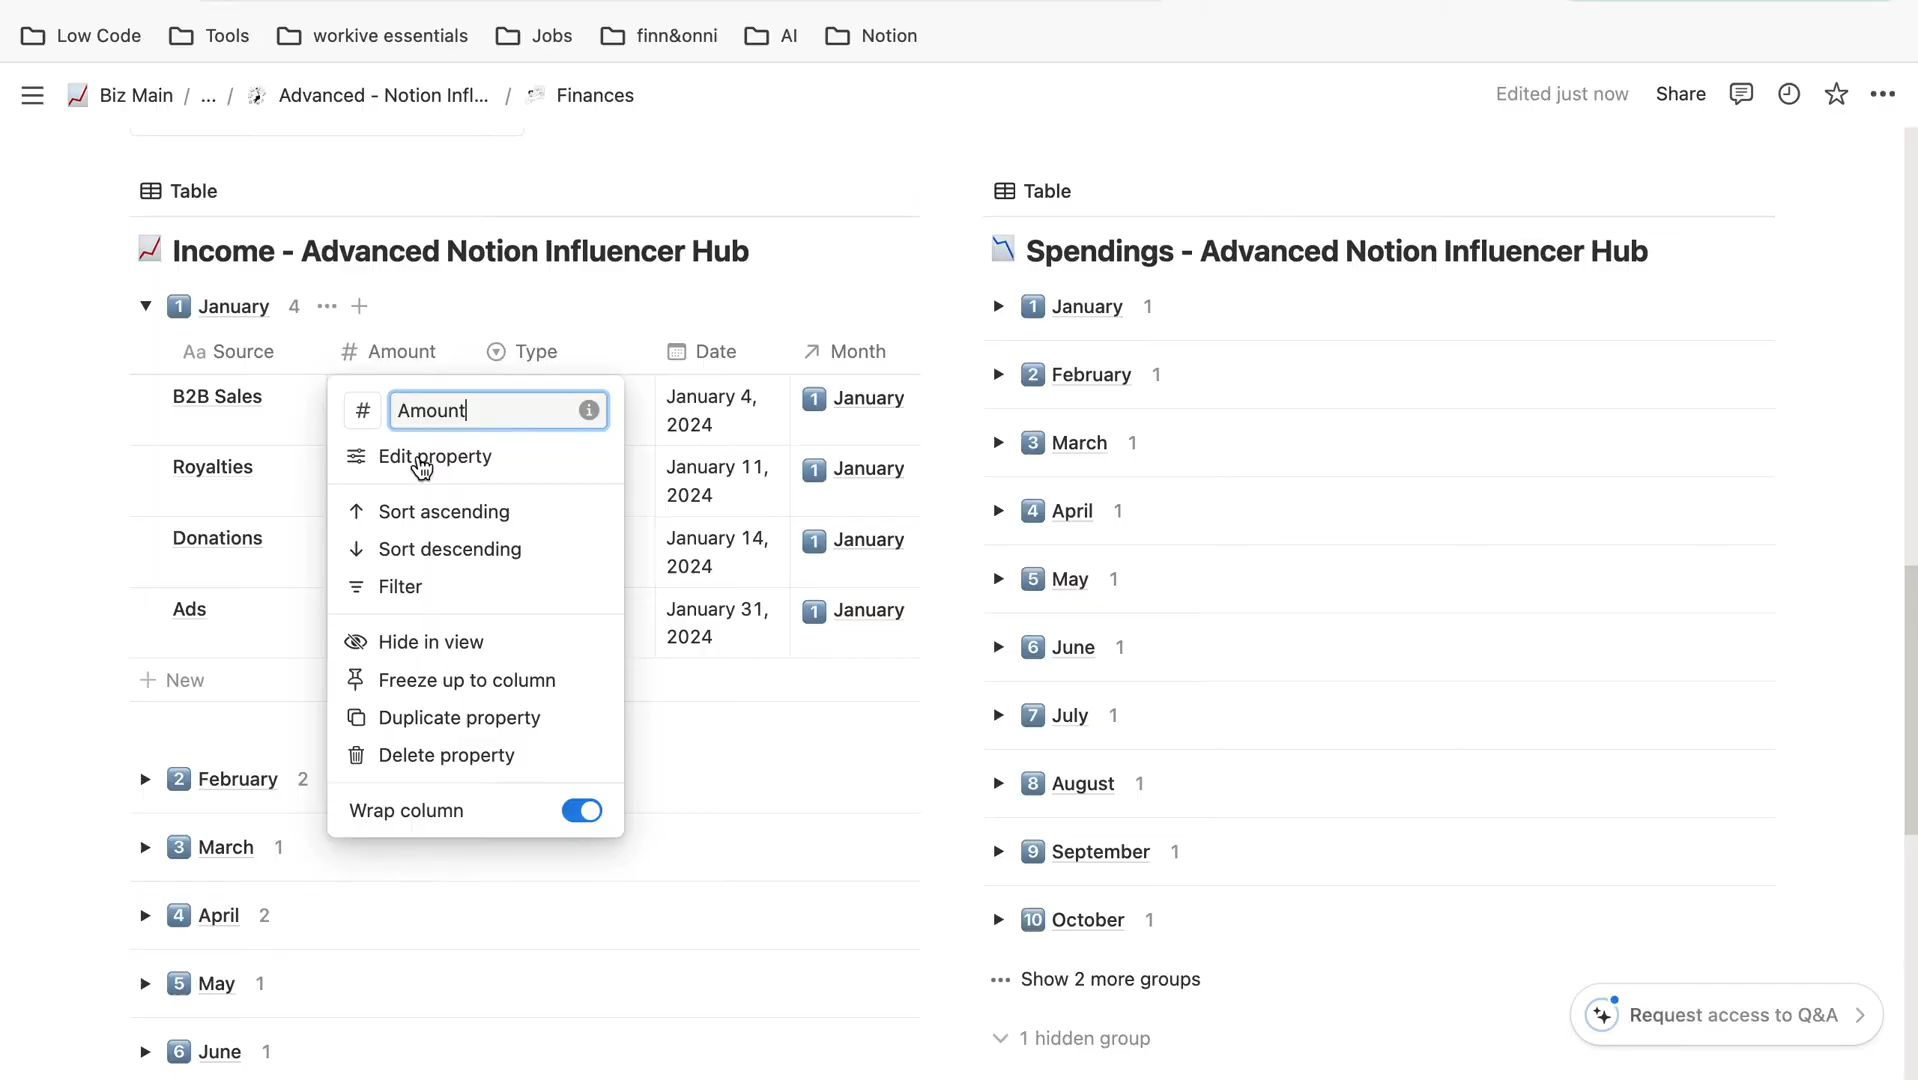 Low Code Tools workive essentials Jobs finn&onni AI Notion
Biz Main / ... / Advanced - Notion Infl... / Finances Edited just now Share
Table
Income - Advanced Notion Influencer Hub
1 January 4
Aa Source # Amount Type Date Month
B2B Sales January 4, 2024 1 January
Royalties January 11, 2024 1 January
Donations January 14, 2024 1 January
Ads January 31, 2024 1 January
+ New
# Amount
Edit property
Sort ascending
Sort descending
Filter
Hide in view
Freeze up to column
Duplicate property
Delete property
Wrap column
2 February 2
3 March 1
4 April 2
5 May 1
6 June 1
Table
Spendings - Advanced Notion Influencer Hub
1 January 1
2 February 1
3 March 1
4 April 1
5 May 1
6 June 1
7 July 1
8 August 1
9 September 1
10 October 1
Show 2 more groups
1 hidden group
Request access to Q&A